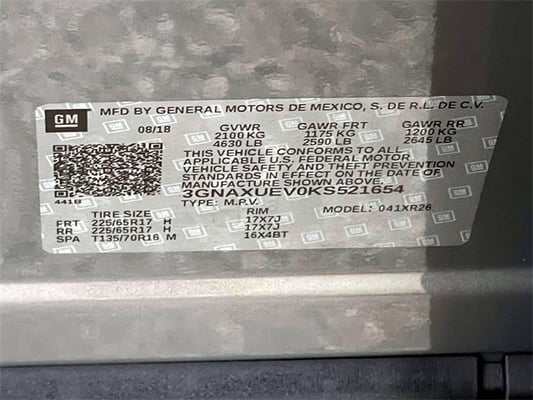 GM MFD BY GENERAL MOTORS DE MEXICO, S. DE R.L. DE C.V.
08/18 GVWR GAWR FRT GAWR RR
2100 KG 1175 KG 1200 KG
4630 LB 2590 LB 2645 LB
THIS VEHICLE CONFORMS TO ALL
APPLICABLE U.S. FEDERAL MOTOR
VEHICLE SAFETY AND THEFT PREVENTION
STANDARDS IN EFFECT ON THE DATE OF
MANUFACTURE SHOWN ABOVE.
3GNAXUEV0KS521654
441B TYPE: M.P.V. MODEL: 041XR26
TIRE SIZE RIM
FRT 225/65R17 H 17X7J
RR 225/65R17 H 17X7J
SPA T135/70R16 M 16X4BT